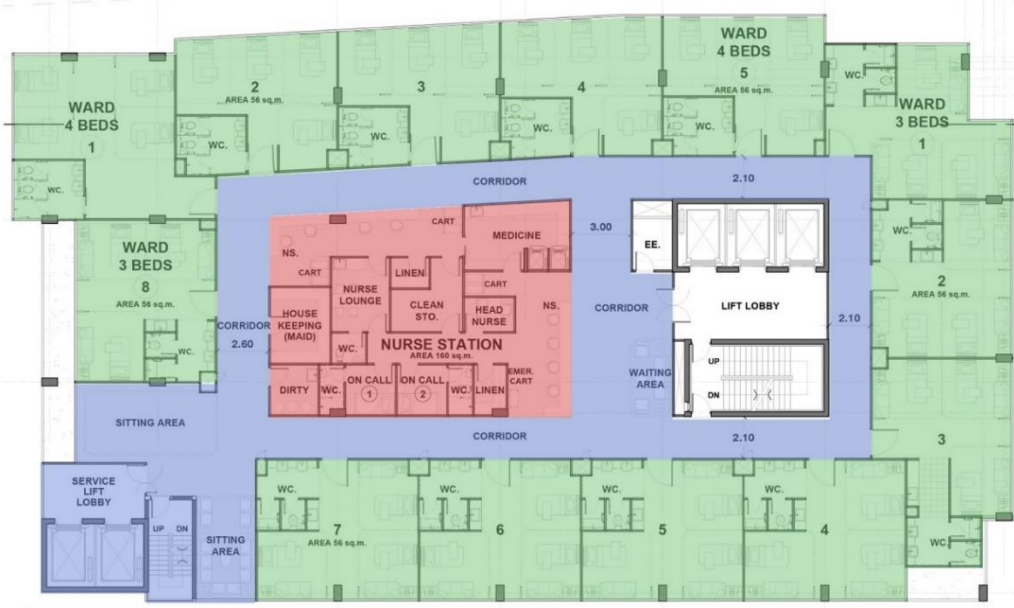 WARD
4 BEDS
1
WC.
2
AREA 56 sq.m.
WC.
3
WC.
4
WC.
WARD
4 BEDS
5
AREA 56 sq.m.
WC.
WC.
WARD
3 BEDS
1
CORRIDOR
2.10
WARD
3 BEDS
8
AREA 56 sq.m.
WC.
CORRIDOR
2.60
NS.
CART
CART
MEDICINE
LINEN
CART
NURSE
LOUNGE
CLEAN
STO.
HEAD
NURSE
NS.
HOUSE
KEEPING
(MAID)
WC.
NURSE STATION
AREA 160 sq.m.
DIRTY
WC.
ON CALL
1
ON CALL
2
WC.
LINEN
EMER.
CART
3.00
EE.
CORRIDOR
LIFT LOBBY
2.10
WAITING
AREA
UP
DN
WC.
2
AREA 56 sq.m.
3
WC.
SITTING AREA
CORRIDOR
2.10
SERVICE
LIFT
LOBBY
UP
DN
SITTING
AREA
WC.
7
AREA 56 sq.m.
WC.
6
WC.
5
WC.
4